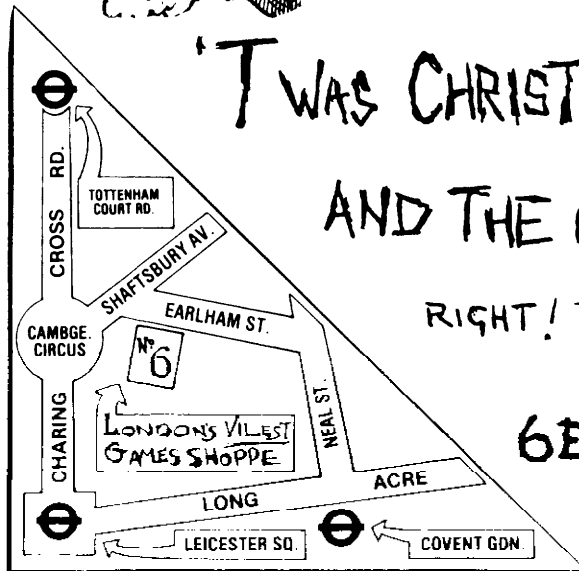 'T WAS CHRIST
AND THE
RIGHT!
6E
TOTTENHAM
COURT RD.
CHARING CROSS RD.
SHAFTSBURY AV.
EARLHAM ST.
CAMBGE.
CIRCUS
Nº 6
LONDON'S VILEST
GAMES SHOPPE
NEAL ST.
LONG ACRE
LEICESTER SQ
COVENT GDN.